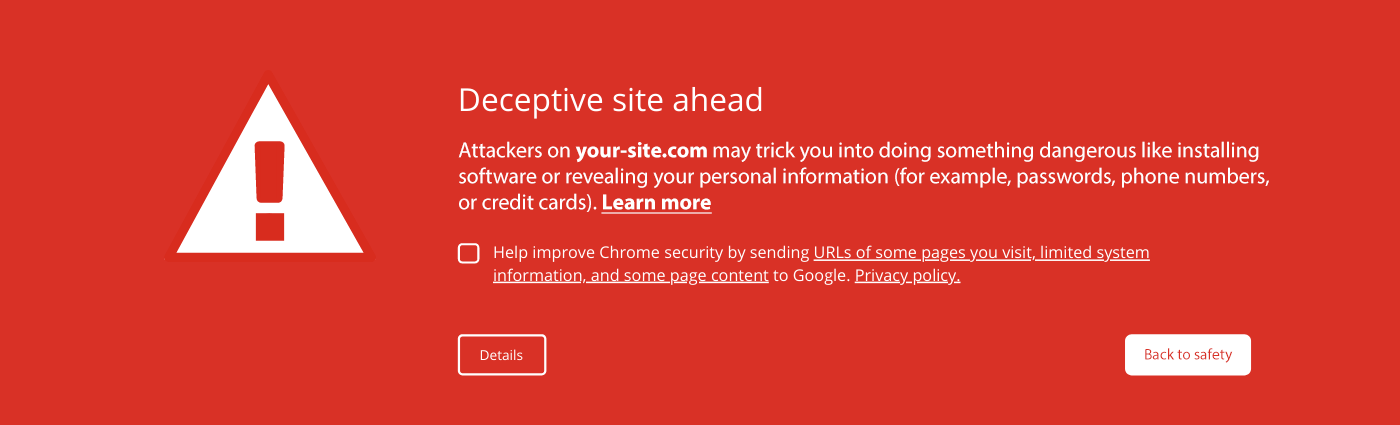 Deceptive site ahead
Attackers on your-site.com may trick you into doing something dangerous like installing
software or revealing your personal information (for example, passwords, phone numbers,
or credit cards). Learn more
Help improve Chrome security by sending URLs of some pages you visit, limited system
information, and some page content to Google. Privacy policy.
Details
Back to safety